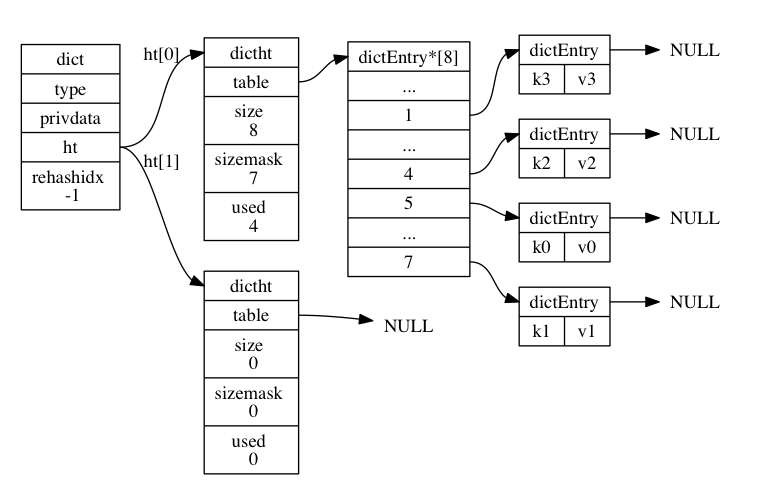 dict
type
privdata
ht
rehashidx
-1
ht[0]
ht[1]
dictht
table
size
8
sizemask
7
used
4
dictht
table
size
0
sizemask
0
used
0
dictEntry*[8]
...
1
...
4
5
...
7
NULL
dictEntry
k3 v3
NULL
dictEntry
k2 v2
NULL
dictEntry
k0 v0
NULL
dictEntry
k1 v1
NULL